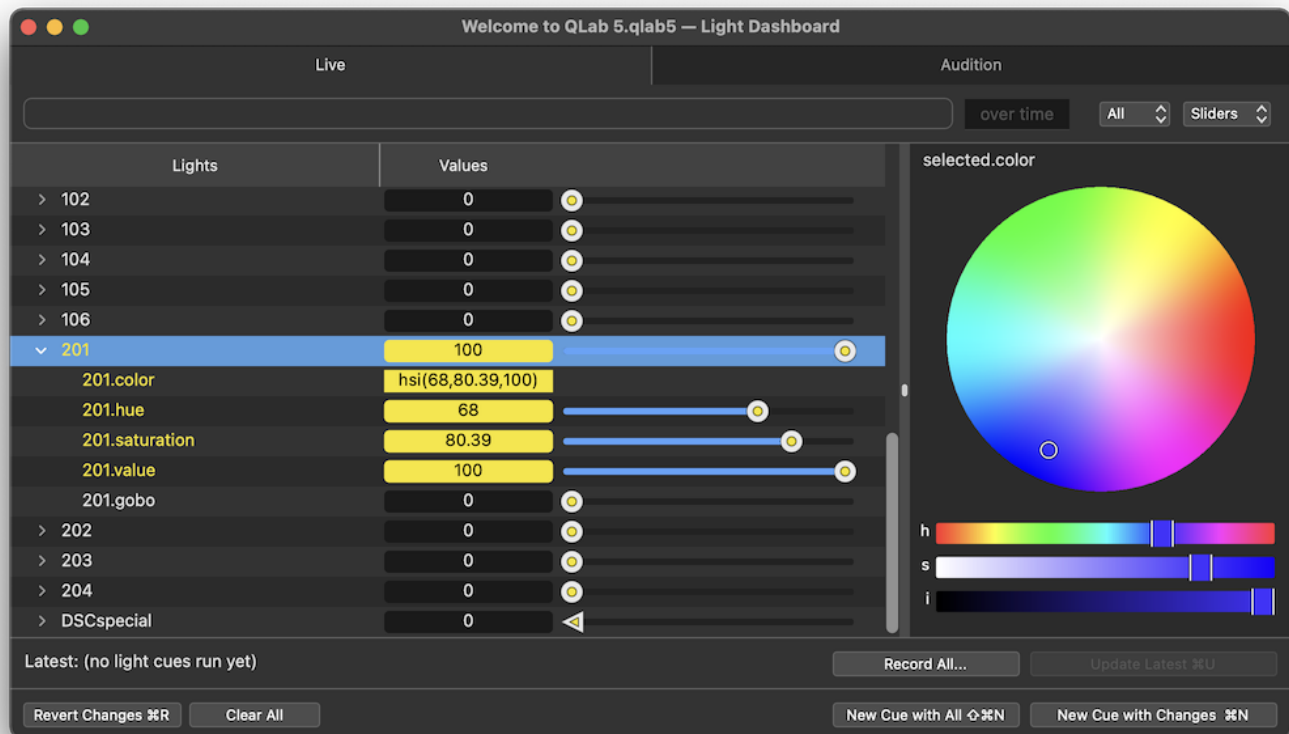 Welcome to QLab 5.qlab5 — Light Dashboard
Live Audition
over time All Sliders
Lights Values
selected.color
102 0
103 0
104 0
105 0
106 0
201 100
201.color hsi(68,80.39,100)
201.hue 68
201.saturation 80.39
201.value 100
201.gobo 0
202 0
203 0
204 0
DSCspecial 0
h
s
i
Latest: (no light cues run yet) Record All... Update Latest ⌘U
Revert Changes ⌘R Clear All New Cue with All ⇧⌘N New Cue with Changes ⌘N